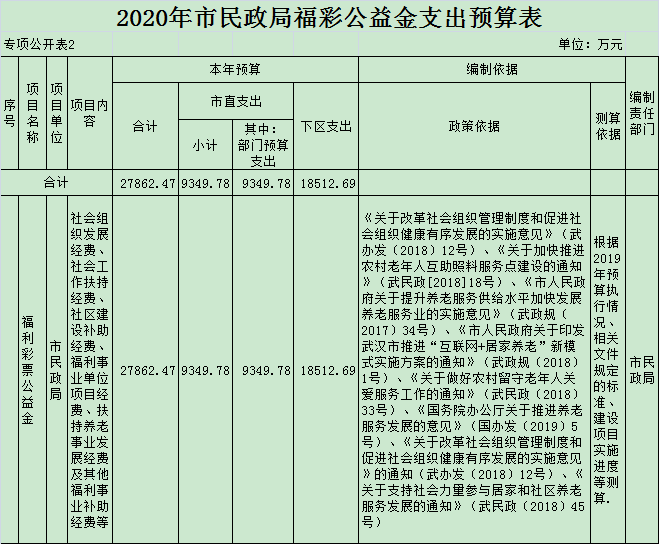 2020年市民政局福彩公益金支出预算表
专项公开表2
单位：万元
序号
项目名称
项目单位
项目内容
本年预算
编制依据
编制责任部门
合计
市直支出
下区支出
政策依据
测算依据
小计
其中：
部门预算
支出
合计
27862.47
9349.78
9349.78
18512.69
福利彩票公益金
市民政局
社会组
织发展
经费、
社会工
作扶持
经费、
社区建
设补助
经费、
福利事
业单位
项目经
费、扶
持养老
事业发
展经费
及其他
福利事
业补助
经费等
27862.47
9349.78
9349.78
18512.69
《关于改革社会组织管理制度和促进社
会组织健康有序发展的实施意见》（武
办发（2018）12号）、《关于加快推进
农村老年人互助照料服务点建设的通知
》（武民政[2018]18号）、《市人民政
府关于提升养老服务供给水平加快发展
养老服务业的实施意见》（武政规（
2017）34号）、《市人民政府关于印发
武汉市推进“互联网+居家养老”新模
式实施方案的通知》（武政规（2018）
1号）、《关于做好农村留守老年人关
爱服务工作的通知》（武民政（2018）
33号）、《国务院办公厅关于推进养老
服务发展的意见》（国办发（2019）5
号）、《关于改革社会组织管理制度和
促进社会组织健康有序发展的实施意见
》的通知（武办发（2018）12号）、《
关于支持社会力量参与居家和社区养老
服务发展的通知》（武民政（2018）45
号）
根据
2019
年预
算执
行情
况、
相关
文件
规定
的标
准、
建设
项目
实施
进度
等测
算.
市民
政局